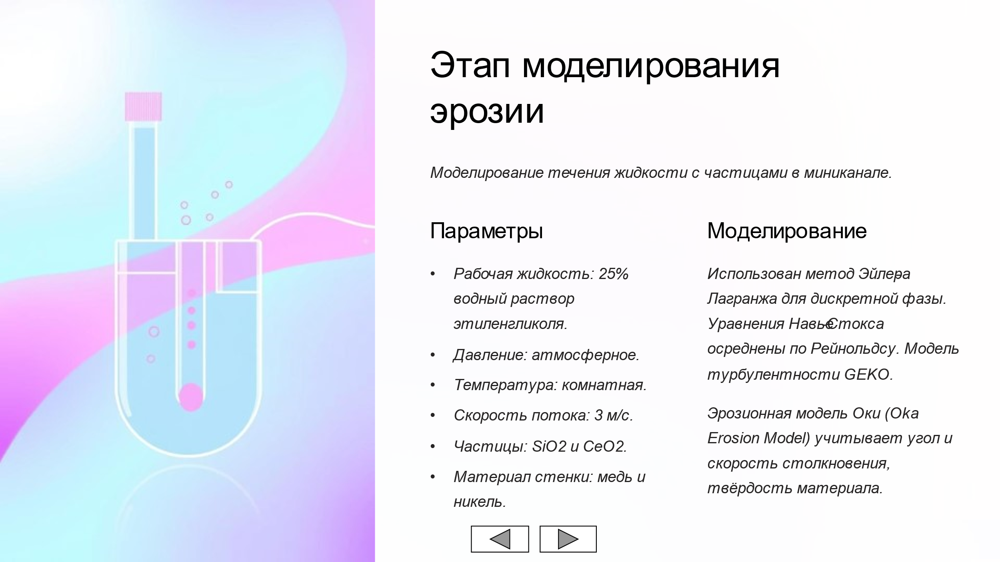 Этап моделирования
эрозии
Моделирование течения жидкости с частицами в миниканале.
Параметры
• Рабочая жидкость: 25%
водный раствор
этиленгликоля.
• Давление: атмосферное.
• Температура: комнатная.
• Скорость потока: 3 м/с.
• Частицы: SiO2 и CeO2.
• Материал стенки: медь и
никель.
Моделирование
Использован метод Эйлера-
Лагранжа для дискретной фазы.
Уравнения Навье-Стокса
осреднены по Рейнольдсу. Модель
турбулентности GEKO.
Эрозионная модель Оки (Oka
Erosion Model) учитывает угол и
скорость столкновения,
твёрдость материала.